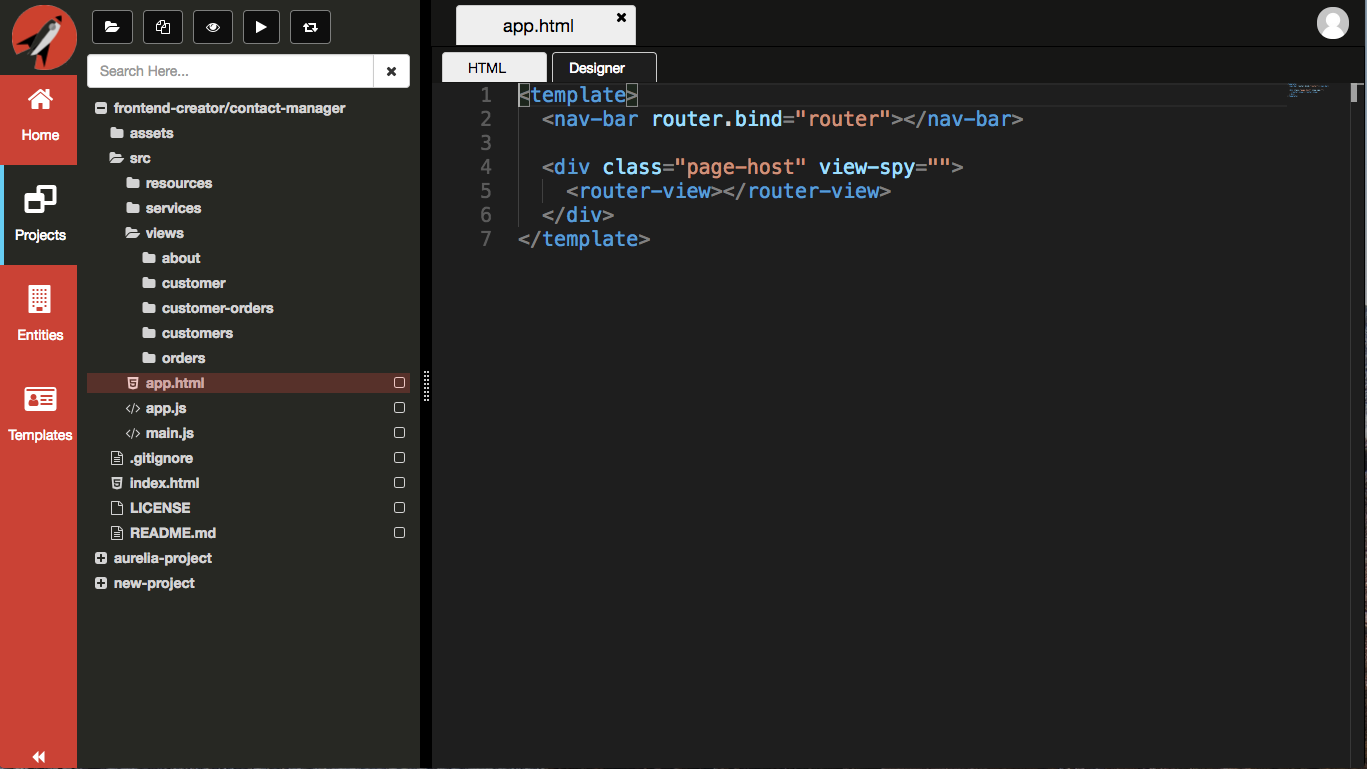 Home
Projects
Entities
Templates
Search Here...
frontend-creator/contact-manager
assets
src
resources
services
views
about
customer
customer-orders
customers
orders
app.html
app.js
main.js
.gitignore
index.html
LICENSE
README.md
aurelia-project
new-project
app.html
HTML
Designer
1 <template>
2 <nav-bar router.bind="router"></nav-bar>
3
4 <div class="page-host" view-spy="">
5 <router-view></router-view>
6 </div>
7 </template>